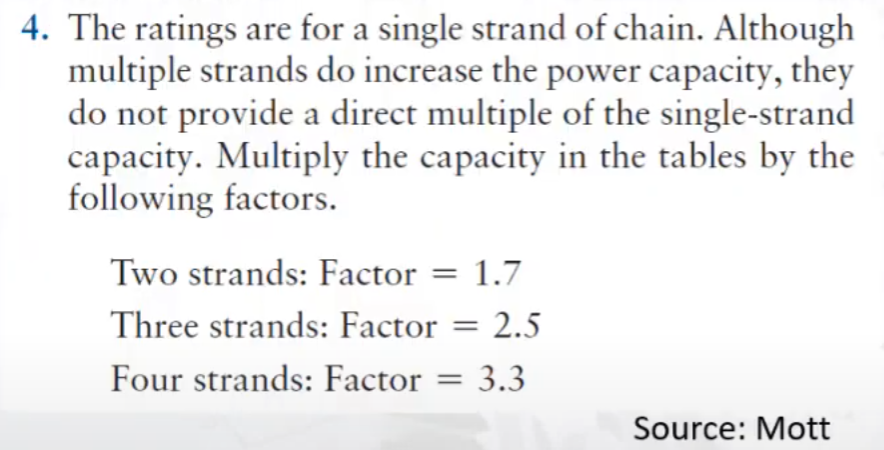 4. The ratings are for a single strand of chain. Although
multiple strands do increase the power capacity, they
do not provide a direct multiple of the single-strand
capacity. Multiply the capacity in the tables by the
following factors.
Two strands: Factor = 1.7
Three strands: Factor = 2.5
Four strands: Factor = 3.3
Source: Mott